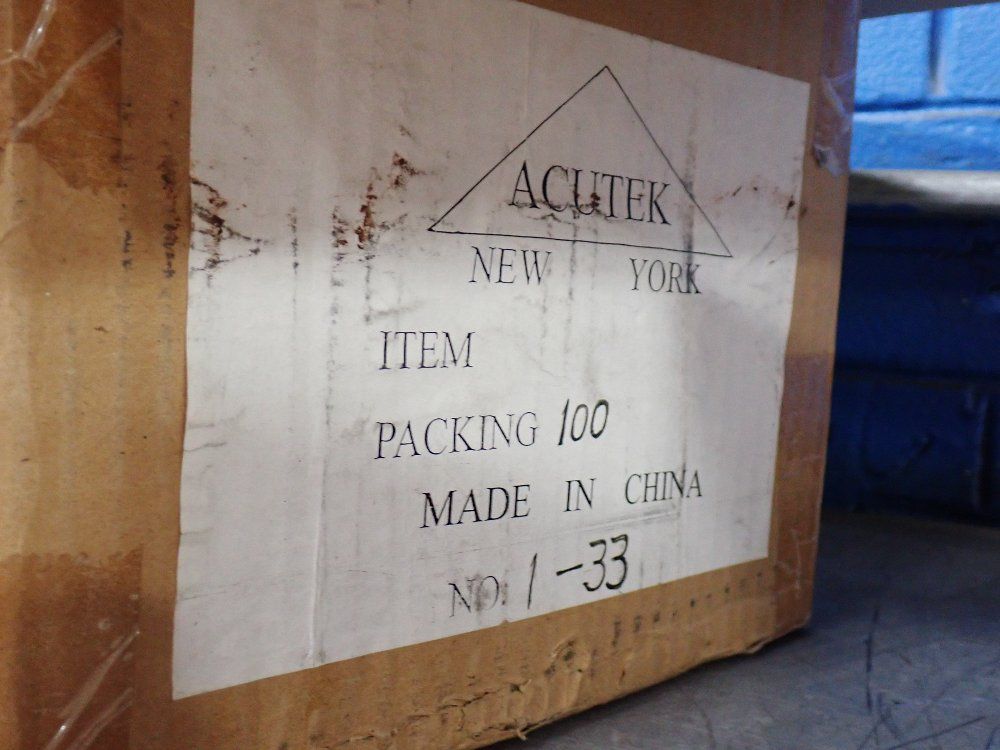 ACUTEK
NEW YORK
ITEM
PACKING 100
MADE IN CHINA
NO. 1-33